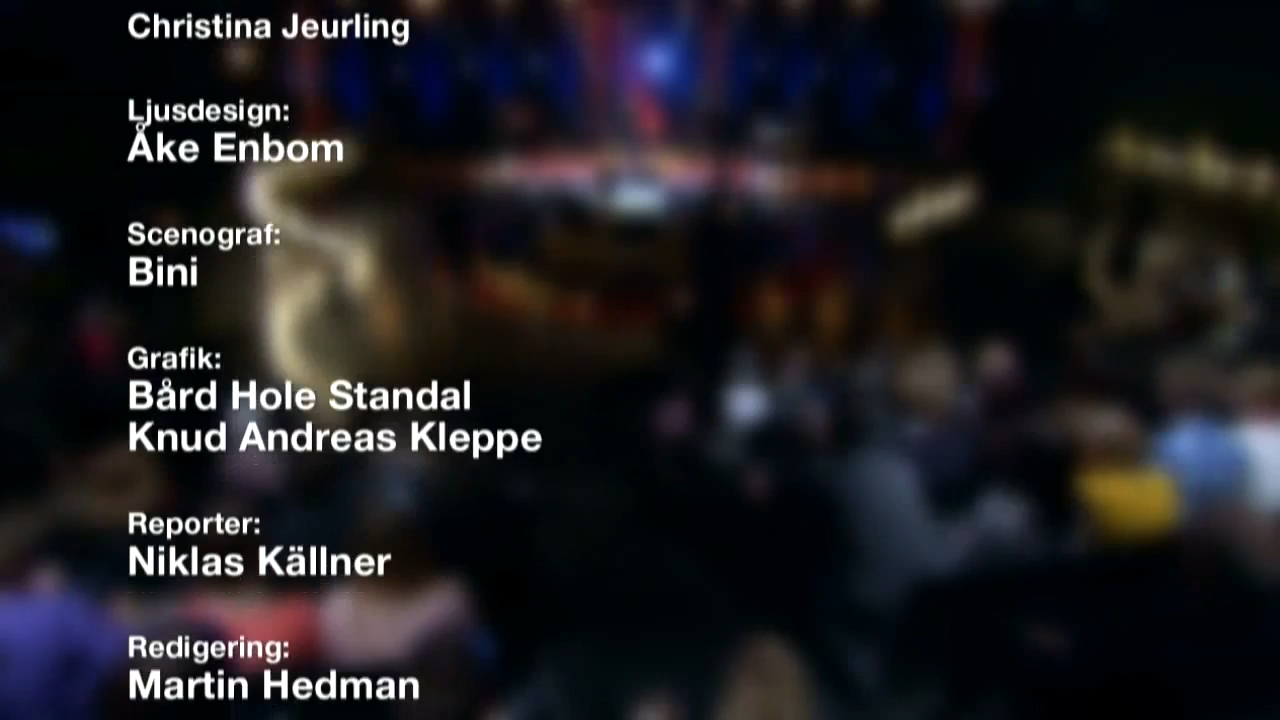 Christina Jeurling
Ljusdesign:
Åke Enbom
Scenograf:
Bini
Grafik:
Bård Hole Standal
Knud Andreas Kleppe
Reporter:
Niklas Källner
Redigering:
Martin Hedman